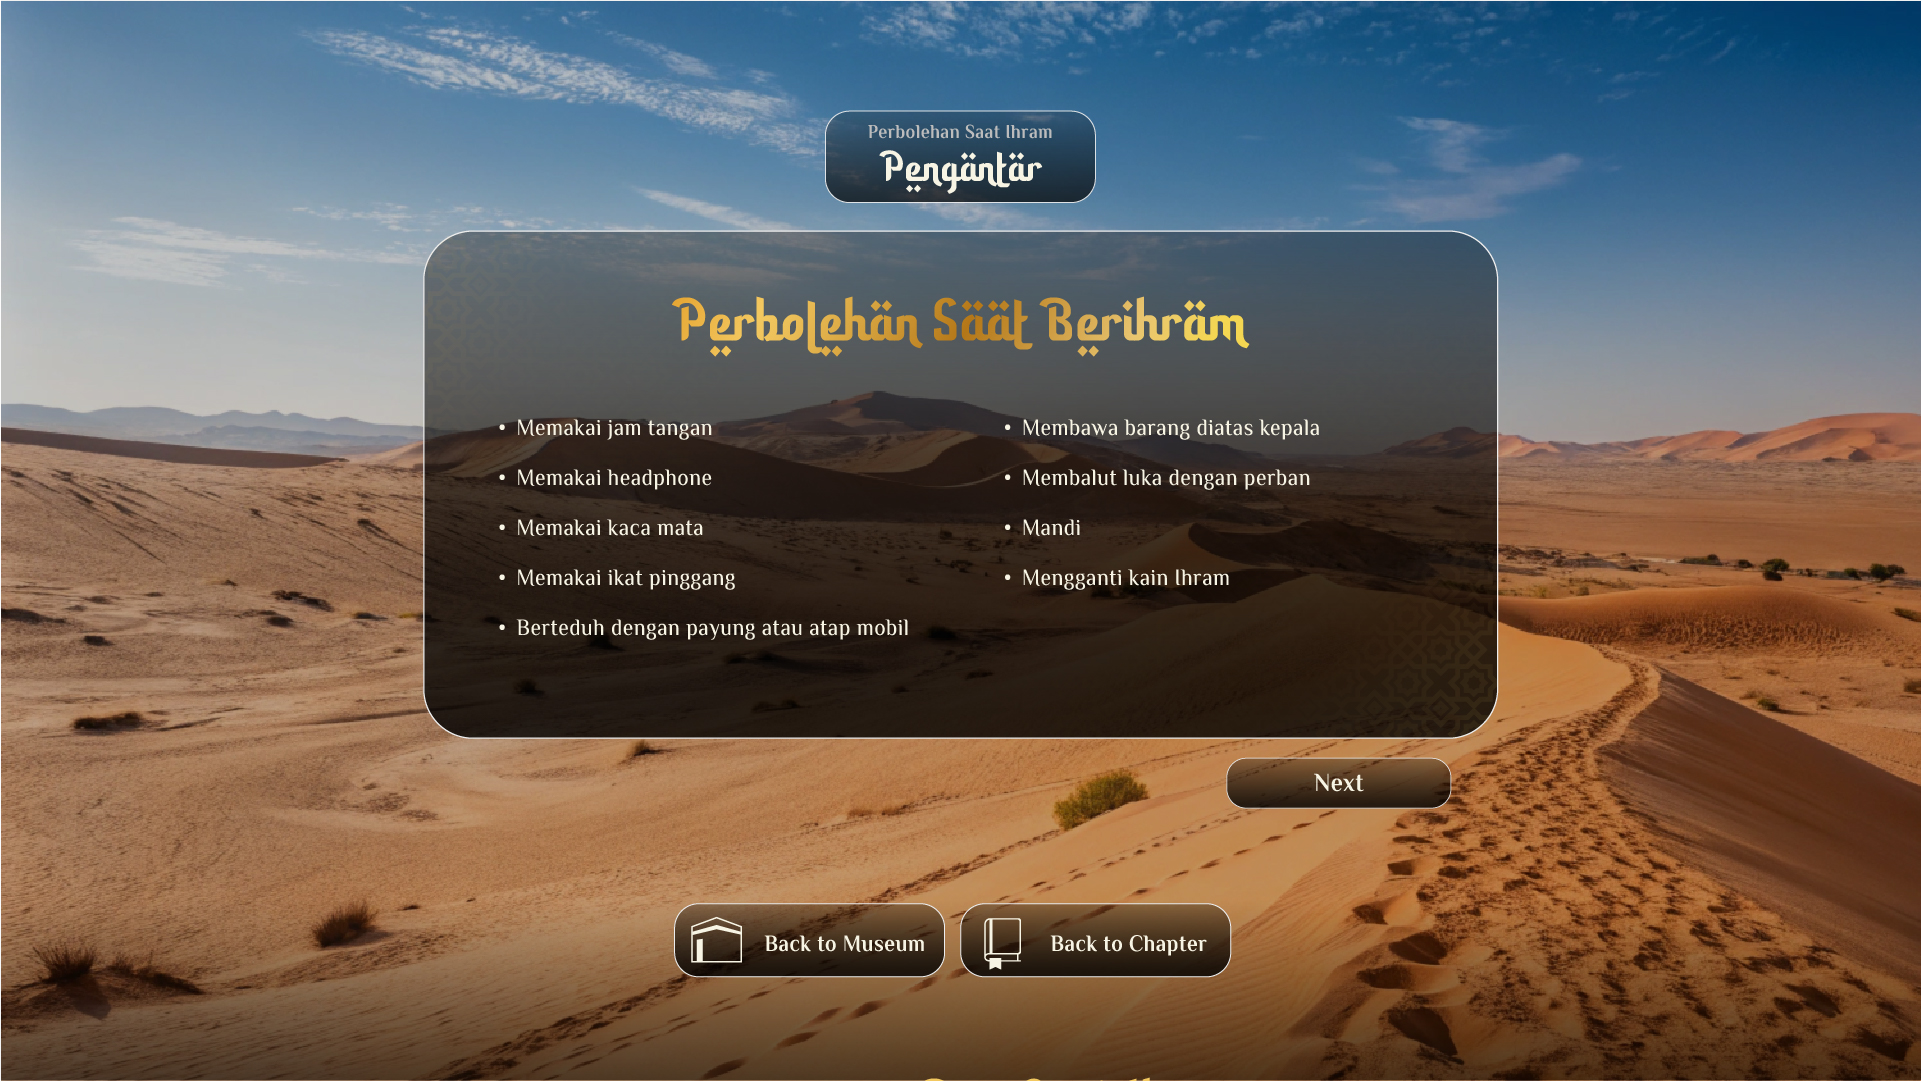 Perbolehan Saat Ihram
Pengantar
Perbolehan Saat Berihram
• Memakai jam tangan
• Memakai headphone
• Memakai kaca mata
• Memakai ikat pinggang
• Berteduh dengan payung atau atap mobil
• Membawa barang diatas kepala
• Membalut luka dengan perban
• Mandi
• Mengganti kain Ihram
Next
Back to Museum
Back to Chapter